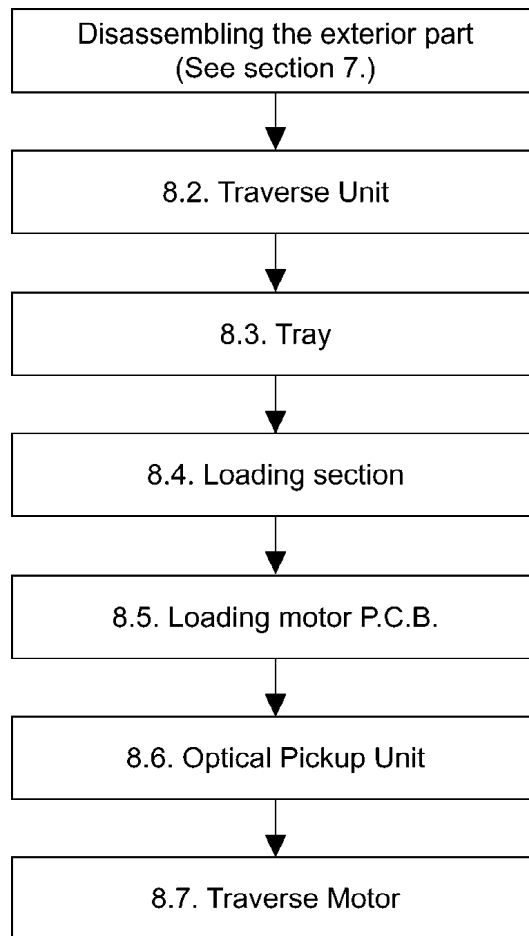 Disassembling the exterior part
(See section 7.)
8.2. Traverse Unit
8.3. Tray
8.4. Loading section
8.5. Loading motor P.C.B.
8.6. Optical Pickup Unit
8.7. Traverse Motor